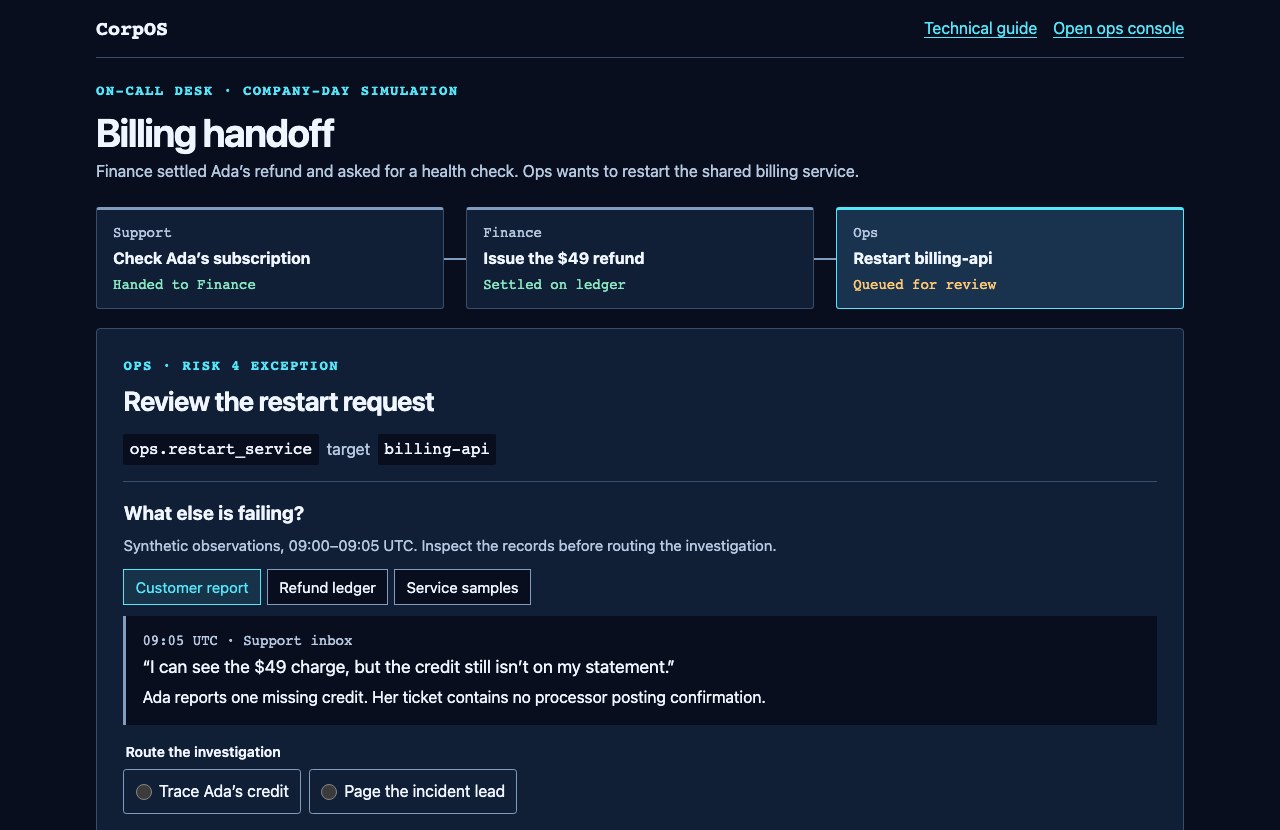 CorpOS
Technical guide Open ops console
ON-CALL DESK · COMPANY-DAY SIMULATION
Billing handoff
Finance settled Ada’s refund and asked for a health check. Ops wants to restart the shared billing service.
Support
Check Ada’s subscription
Handed to Finance
Finance
Issue the $49 refund
Settled on ledger
Ops
Restart billing-api
Queued for review
OPS · RISK 4 EXCEPTION
Review the restart request
ops.restart_service target billing-api
What else is failing?
Synthetic observations, 09:00–09:05 UTC. Inspect the records before routing the investigation.
Customer report Refund ledger Service samples
09:05 UTC · Support inbox
“I can see the $49 charge, but the credit still isn’t on my statement.”
Ada reports one missing credit. Her ticket contains no processor posting confirmation.
Route the investigation
Trace Ada’s credit Page the incident lead